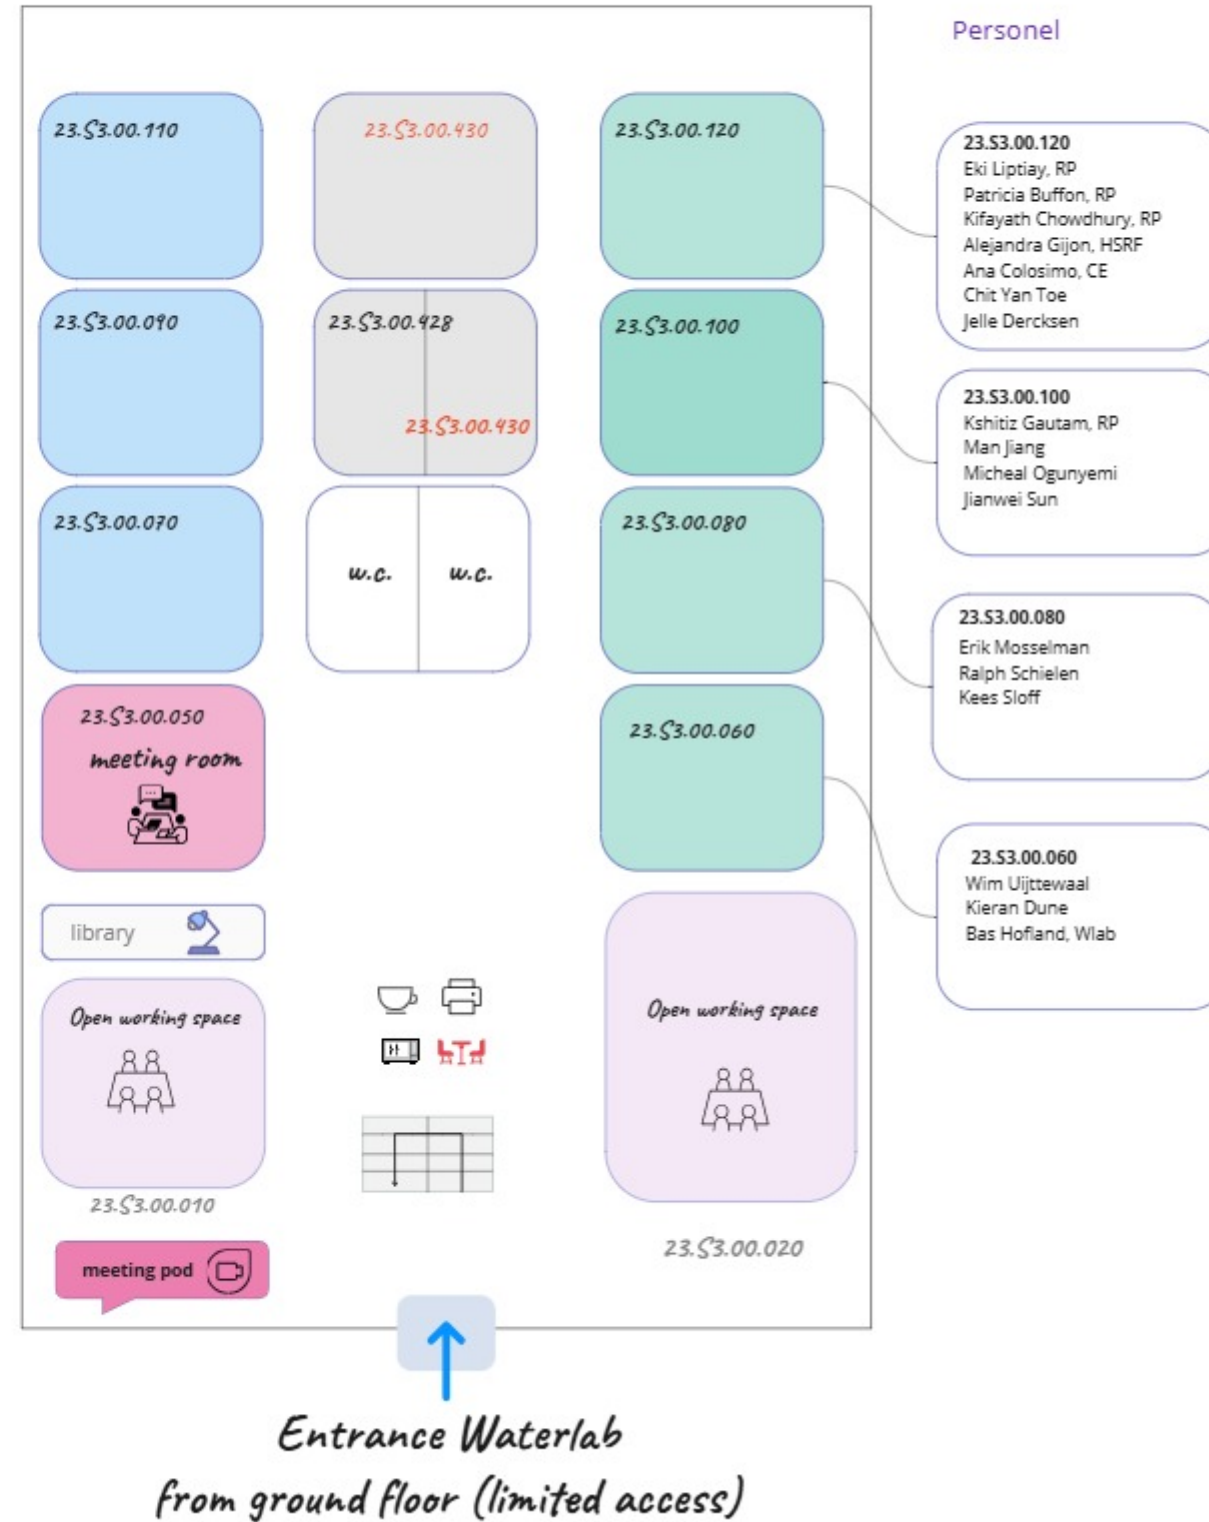 Personel
23.S3.00.110
23.S3.00.430
23.S3.00.120
23.S3.00.120
Eki Liptiay, RP
Patricia Buffon, RP
Kifayath Chowdhury, RP
Alejandra Gijon, HSRF
Ana Colosimo, CE
Chit Yan Toe
Jelle Dercksen
23.S3.00.090
23.S3.00.428
23.S3.00.430
23.S3.00.100
23.S3.00.100
Kshitiz Gautam, RP
Man Jiang
Micheal Ogunyemi
Jianwei Sun
23.S3.00.070
w.c.
w.c.
23.S3.00.080
23.S3.00.080
Erik Mosselman
Ralph Schielen
Kees Sloff
23.S3.00.050
meeting room
23.S3.00.060
23.S3.00.060
Wim Uijttewaal
Kieran Dune
Bas Hofland, Wlab
library
Open working space
23.S3.00.010
Open working space
23.S3.00.020
meeting pod
Entrance Waterlab
from ground floor (limited access)